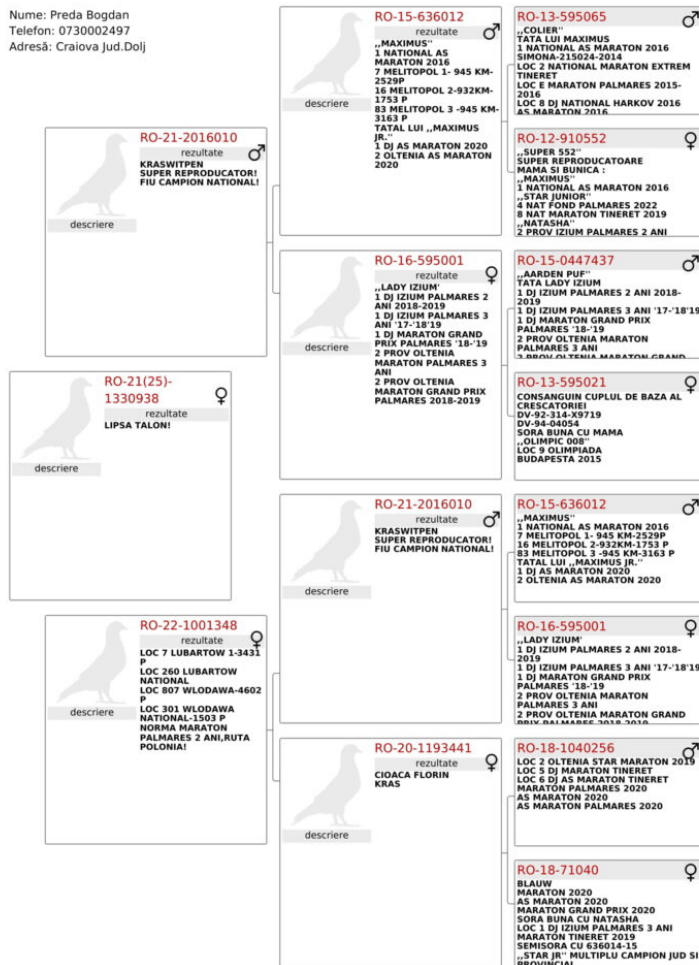 Nume: Preda Bogdan
Telefon: 0730002497
Adresă: Craiova Jud.Dolj
RO-21(25)-
1330938
rezultate
LIPSA TALON!
descriere
RO-21-2016010
rezultate
KRASWITPEN
SUPER REPRODUCATOR!
FIU CAMPION NATIONAL!
descriere
RO-22-1001348
rezultate
LOC 7 LUBARTOW 1-3431
P
LOC 260 LUBARTOW
NATIONAL
LOC 807 WLODAWA-4602
P
LOC 301 WLODAWA
NATIONAL-1503 P
NORMA MARATON
PALMARES 2 ANI,RUTA
POLONIA!
descriere
RO-15-636012
rezultate
,,MAXIMUS"
1 NATIONAL AS
MARATON 2016
7 MELITOPOL 1- 945 KM-
2529P
16 MELITOPOL 2-932KM-
1753 P
83 MELITOPOL 3 -945 KM-
3163 P
TATAL LUI ,,MAXIMUS
JR.''
1 DJ AS MARATON 2020
2 OLTENIA AS MARATON
2020
descriere
RO-16-595001
rezultate
,,LADY IZIUM'
1 DJ IZIUM PALMARES 2
ANI 2018-2019
1 DJ IZIUM PALMARES 3
ANI '17-'18'19
1 DJ MARATON GRAND
PRIX PALMARES '18-'19
2 PROV OLTENIA
MARATON PALMARES 3
ANI
2 PROV OLTENIA
MARATON GRAND PRIX
PALMARES 2018-2019
descriere
RO-21-2016010
rezultate
KRASWITPEN
SUPER REPRODUCATOR!
FIU CAMPION NATIONAL!
descriere
RO-20-1193441
rezultate
CIOACA FLORIN
KRAS
descriere
RO-13-595065
,,COLIER''
TATA LUI MAXIMUS
1 NATIONAL AS MARATON 2016
SIMONA-215024-2014
LOC 2 NATIONAL MARATON EXTREM
TINERET
LOC E MARATON PALMARES 2015-
2016
LOC 8 DJ NATIONAL HARKOV 2016
AS MARATON 2016
RO-12-910552
,,SUPER 552''
SUPER REPRODUCATOARE
MAMA SI BUNICA :
,,MAXIMUS''
1 NATIONAL AS MARATON 2016
,,STAR JUNIOR''
4 NAT FOND PALMARES 2022
8 NAT MARATON TINERET 2019
,,NATASHA''
2 PROV IZIUM PALMARES 2 ANI
RO-15-0447437
,,AARDEN PUF''
TATA LADY IZIUM
1 DJ IZIUM PALMARES 2 ANI 2018-
2019
1 DJ IZIUM PALMARES 3 ANI '17-'18'19
1 DJ MARATON GRAND PRIX
PALMARES '18-'19
2 PROV OLTENIA MARATON
PALMARES 3 ANI
2 PROV OLTENIA MARATON GRAND
RO-13-595021
CONSANGUIN CUPLUL DE BAZA AL
CRESCATORIEI
DV-92-314-X9719
DV-94-04054
SORA BUNA CU MAMA
,,OLIMPIC 008''
LOC 9 OLIMPIADA
BUDAPESTA 2015
RO-15-636012
,,MAXIMUS''
1 NATIONAL AS MARATON 2016
7 MELITOPOL 1- 945 KM-2529P
16 MELITOPOL 2-932KM-1753 P
83 MELITOPOL 3 -945 KM-3163 P
TATAL LUI ,,MAXIMUS JR.''
1 DJ AS MARATON 2020
2 OLTENIA AS MARATON 2020
RO-16-595001
,,LADY IZIUM'
1 DJ IZIUM PALMARES 2 ANI 2018-
2019
1 DJ IZIUM PALMARES 3 ANI '17-'18'19
1 DJ MARATON GRAND PRIX
PALMARES '18-'19
2 PROV OLTENIA MARATON
PALMARES 3 ANI
2 PROV OLTENIA MARATON GRAND
PRIX PALMARES 2018-2019
RO-18-1040256
LOC 2 OLTENIA STAR MARATON 2019
LOC 5 DJ MARATON TINERET
LOC 6 DJ AS MARATON TINERET
MARATON PALMARES 2020
AS MARATON 2020
AS MARATON PALMARES 2020
RO-18-71040
BLAUW
MARATON 2020
AS MARATON 2020
MARATON GRAND PRIX 2020
SORA BUNA CU NATASHA
LOC 1 DJ IZIUM PALMARES 3 ANI
MARATON TINERET 2019
SEMISORA CU 636014-15
,,STAR JR'' MULTIPLU CAMPION JUD SI
PROVINCIAL